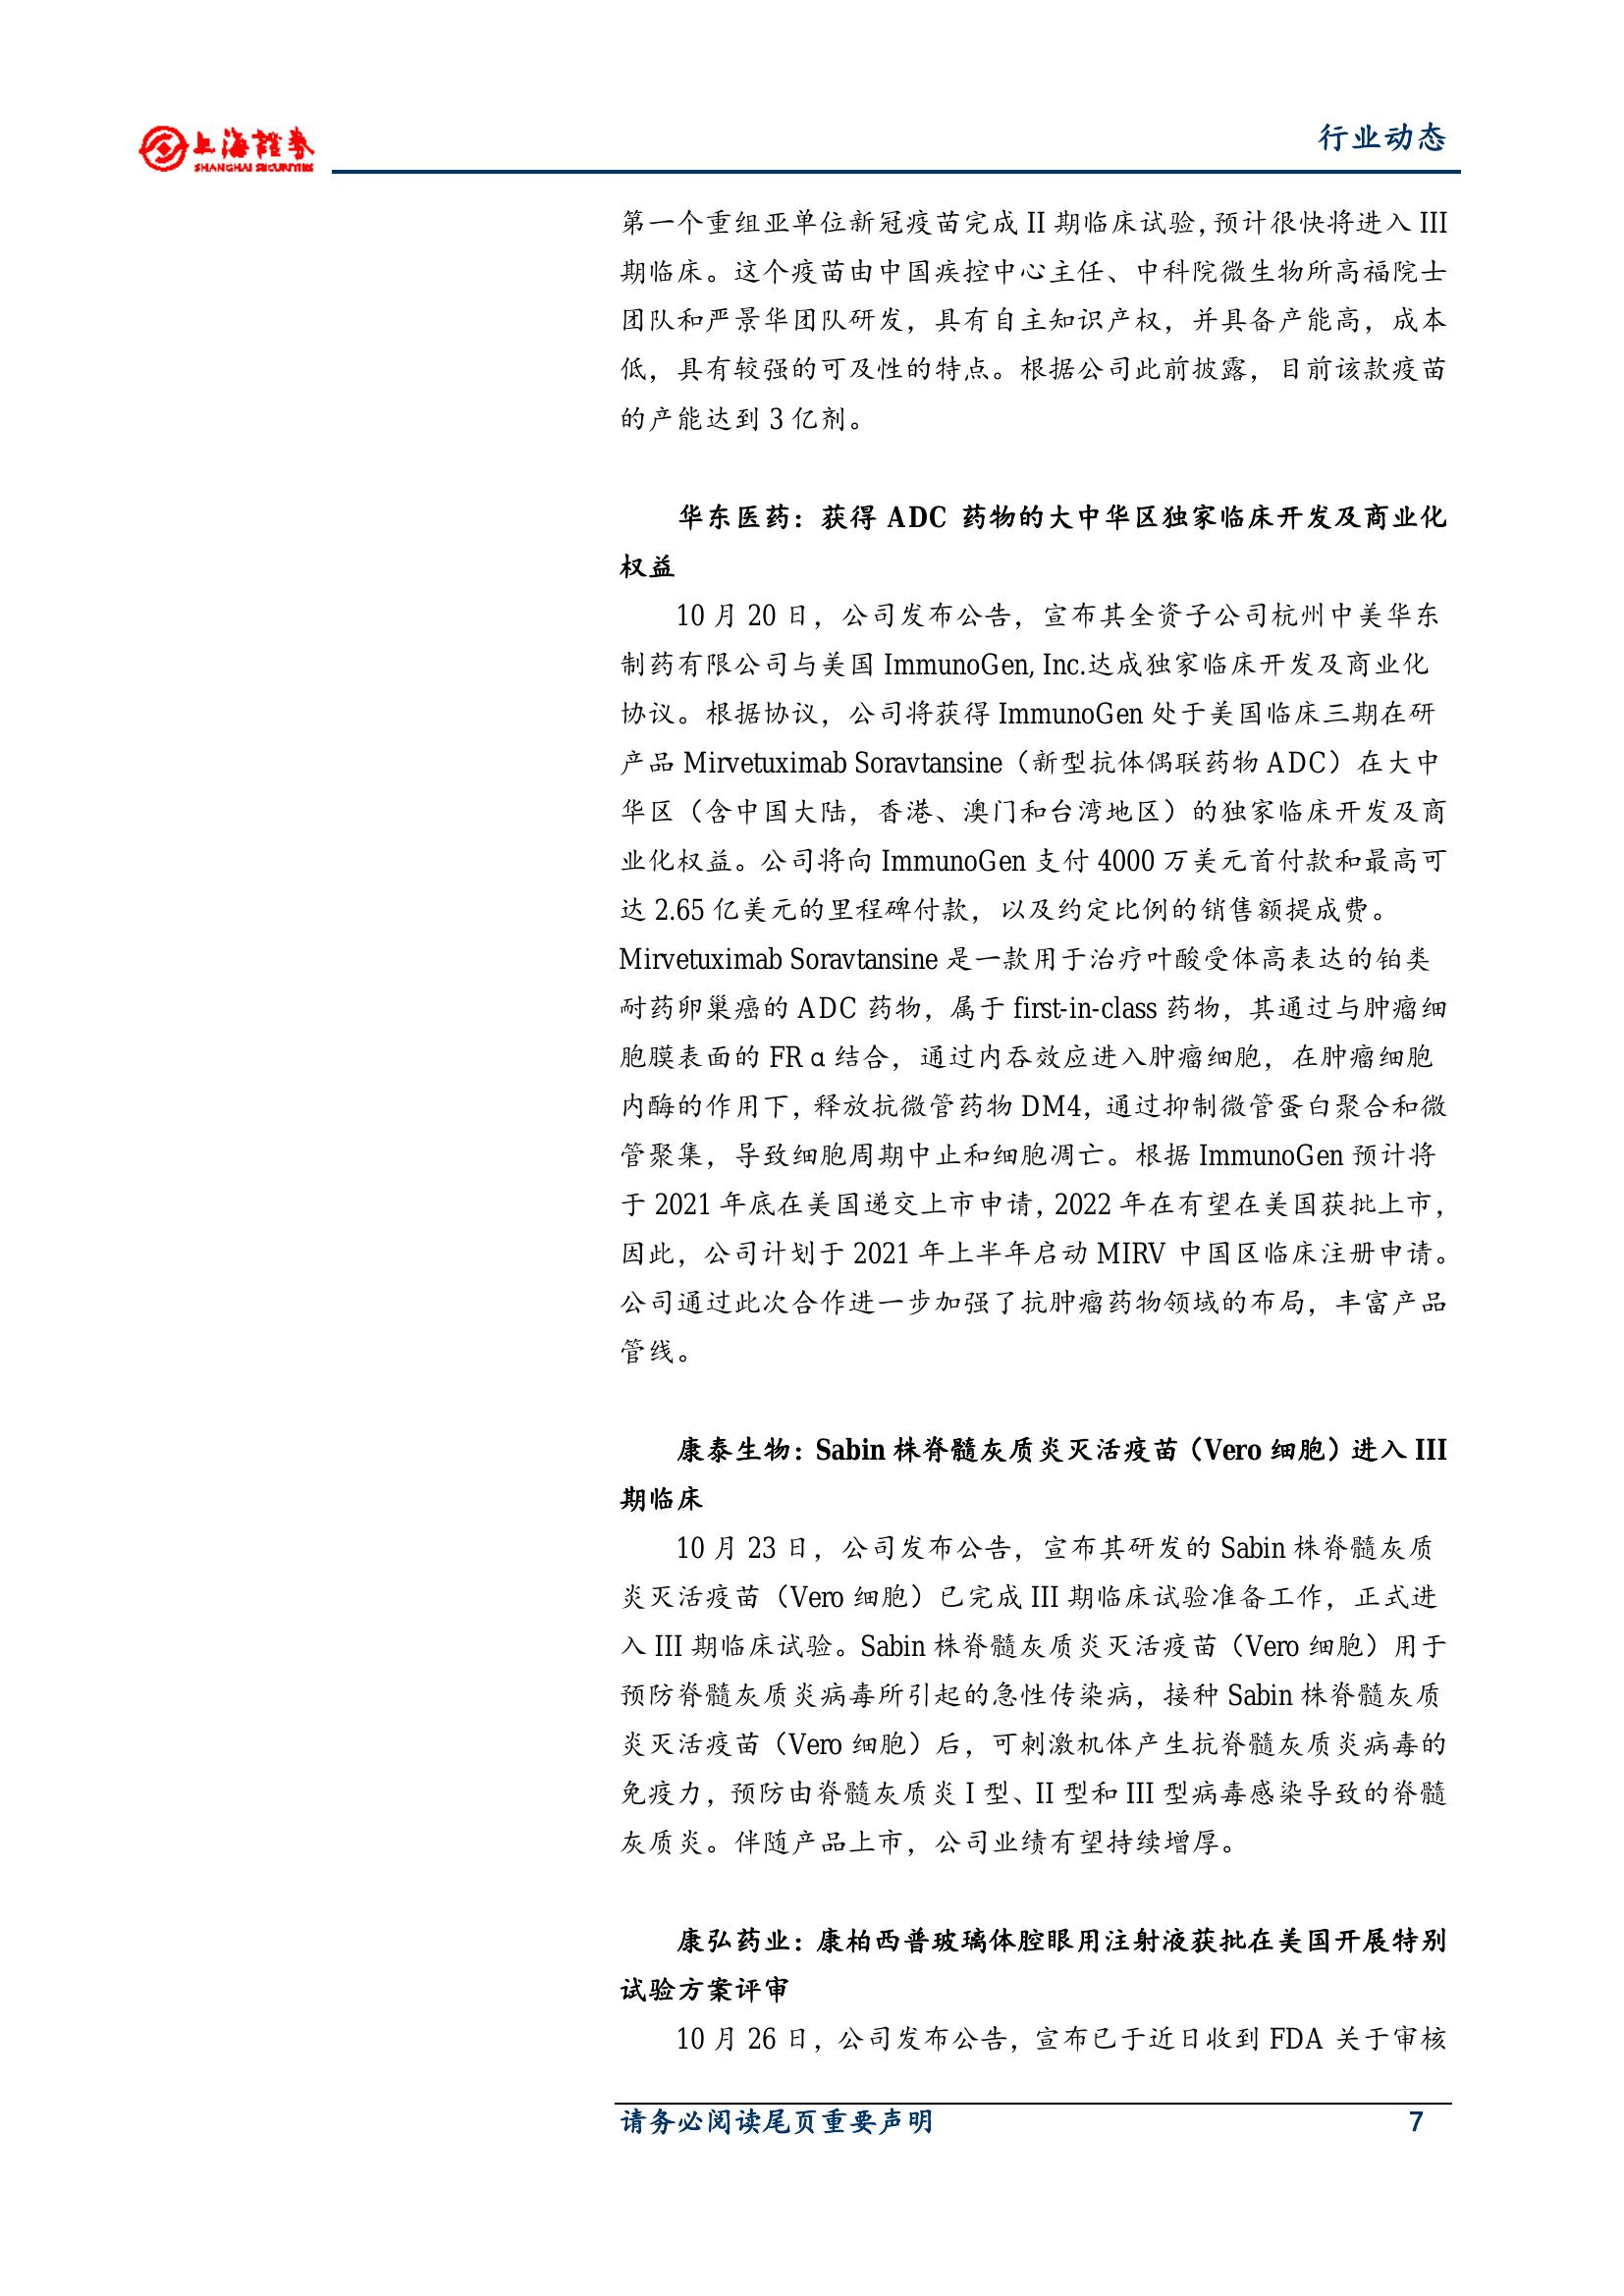 上海證券
SHANGHAI SECURITIES
行业动态
第一个重组亚单位新冠疫苗完成 II 期临床试验，预计很快将进入 III
期临床。这个疫苗由中国疾控中心主任、中科院微生物所高福院士
团队和严景华团队研发，具有自主知识产权，并具备产能高，成本
低，具有较强的可及性的特点。根据公司此前披露，目前该款疫苗
的产能达到 3 亿剂。
华东医药：获得 ADC 药物的大中华区独家临床开发及商业化
权益
10 月 20 日，公司发布公告，宣布其全资子公司杭州中美华东
制药有限公司与美国 ImmunoGen, Inc.达成独家临床开发及商业化
协议。根据协议，公司将获得 ImmunoGen 处于美国临床三期在研
产品 Mirvetuximab Soravtansine（新型抗体偶联药物 ADC）在大中
华区（含中国大陆，香港、澳门和台湾地区）的独家临床开发及商
业化权益。公司将向 ImmunoGen 支付 4000 万美元首付款和最高可
达 2.65 亿美元的里程碑付款，以及约定比例的销售额提成费。
Mirvetuximab Soravtansine 是一款用于治疗叶酸受体高表达的铂类
耐药卵巢癌的 ADC 药物，属于 first-in-class 药物，其通过与肿瘤细
胞膜表面的 FRα结合，通过内吞效应进入肿瘤细胞，在肿瘤细胞
内酶的作用下，释放抗微管药物 DM4，通过抑制微管蛋白聚合和微
管聚集，导致细胞周期中止和细胞凋亡。根据 ImmunoGen 预计将
于 2021 年底在美国递交上市申请，2022 年在有望在美国获批上市，
因此，公司计划于 2021 年上半年启动 MIRV 中国区临床注册申请。
公司通过此次合作进一步加强了抗肿瘤药物领域的布局，丰富产品
管线。
康泰生物：Sabin 株脊髓灰质炎灭活疫苗（Vero 细胞）进入 III
期临床
10 月 23 日，公司发布公告，宣布其研发的 Sabin 株脊髓灰质
炎灭活疫苗（Vero 细胞）已完成 III 期临床试验准备工作，正式进
入 III 期临床试验。Sabin 株脊髓灰质炎灭活疫苗（Vero 细胞）用于
预防脊髓灰质炎病毒所引起的急性传染病，接种 Sabin 株脊髓灰质
炎灭活疫苗（Vero 细胞）后，可刺激机体产生抗脊髓灰质炎病毒的
免疫力，预防由脊髓灰质炎 I 型、II 型和 III 型病毒感染导致的脊髓
灰质炎。伴随产品上市，公司业绩有望持续增厚。
康弘药业：康柏西普玻璃体腔眼用注射液获批在美国开展特别
试验方案评审
10 月 26 日，公司发布公告，宣布已于近日收到 FDA 关于审核
请务必阅读尾页重要声明
7